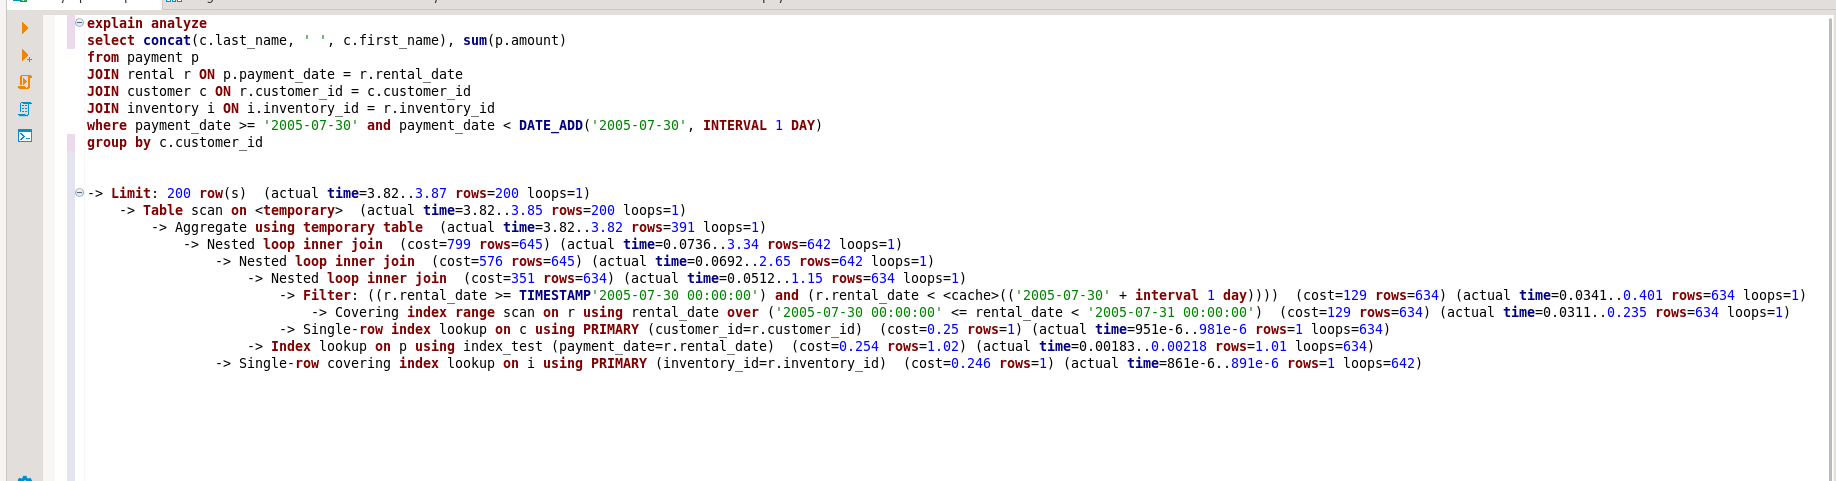 explain analyze
select concat(c.last_name, ' ', c.first_name), sum(p.amount)
from payment p
JOIN rental r ON p.payment_date = r.rental_date
JOIN customer c ON r.customer_id = c.customer_id
JOIN inventory i ON i.inventory_id = r.inventory_id
where payment_date >= '2005-07-30' and payment_date < DATE_ADD('2005-07-30', INTERVAL 1 DAY)
group by c.customer_id
-> Limit: 200 row(s)  (actual time=3.82..3.87 rows=200 loops=1)
    -> Table scan on <temporary>  (actual time=3.82..3.85 rows=200 loops=1)
        -> Aggregate using temporary table  (actual time=3.82..3.82 rows=391 loops=1)
            -> Nested loop inner join  (cost=799 rows=645) (actual time=0.0736..3.34 rows=642 loops=1)
                -> Nested loop inner join  (cost=576 rows=645) (actual time=0.0692..2.65 rows=642 loops=1)
                    -> Nested loop inner join  (cost=351 rows=634) (actual time=0.0512..1.15 rows=634 loops=1)
                        -> Filter: ((r.rental_date >= TIMESTAMP'2005-07-30 00:00:00') and (r.rental_date < <cache>(('2005-07-30' + interval 1 day))))  (cost=129 rows=634) (actual time=0.0341..0.401 rows=634 loops=1)
                            -> Covering index range scan on r using rental_date over ('2005-07-30 00:00:00' <= rental_date < '2005-07-31 00:00:00')  (cost=129 rows=634) (actual time=0.0311..0.235 rows=634 loops=1)
                        -> Single-row index lookup on c using PRIMARY (customer_id=r.customer_id)  (cost=0.25 rows=1) (actual time=951e-6..981e-6 rows=1 loops=634)
                    -> Index lookup on p using index_test (payment_date=r.rental_date)  (cost=0.254 rows=1.02) (actual time=0.00183..0.00218 rows=1.01 loops=634)
                -> Single-row covering index lookup on i using PRIMARY (inventory_id=r.inventory_id)  (cost=0.246 rows=1) (actual time=861e-6..891e-6 rows=1 loops=642)